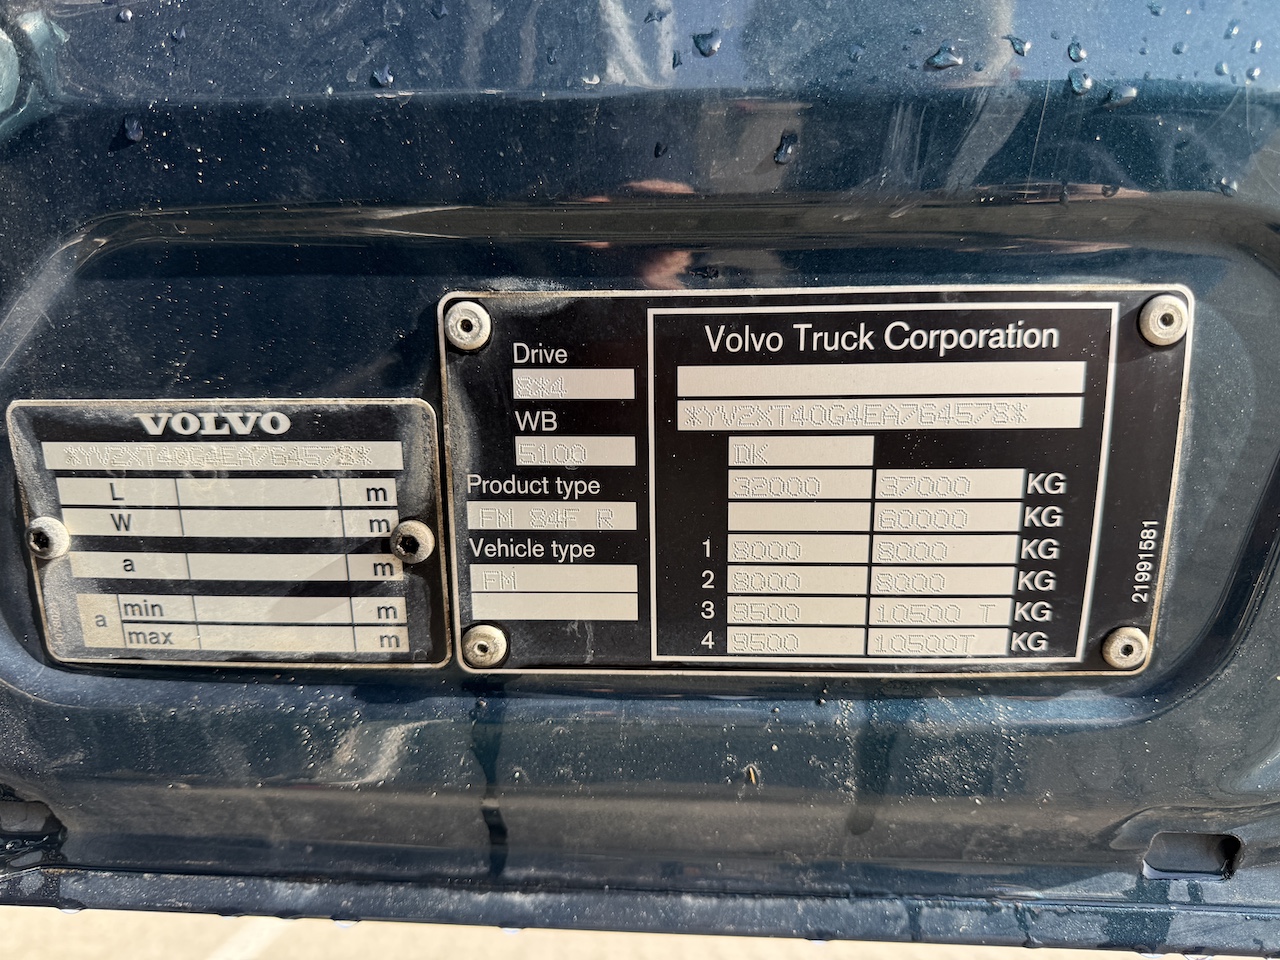 VOLVO
*YV2XT40G4EA764578*
L m
W m
a m
a min m
max m
Drive
8*4
WB
5100
Product type
FM 84F R
Vehicle type
FM
Volvo Truck Corporation
*YV2XT40G4EA764578*
DK
32000 37000 KG
60000 KG
1 8000 8000 KG
2 8000 8000 KG
3 9500 10500 T KG
4 9500 10500T KG
21991581